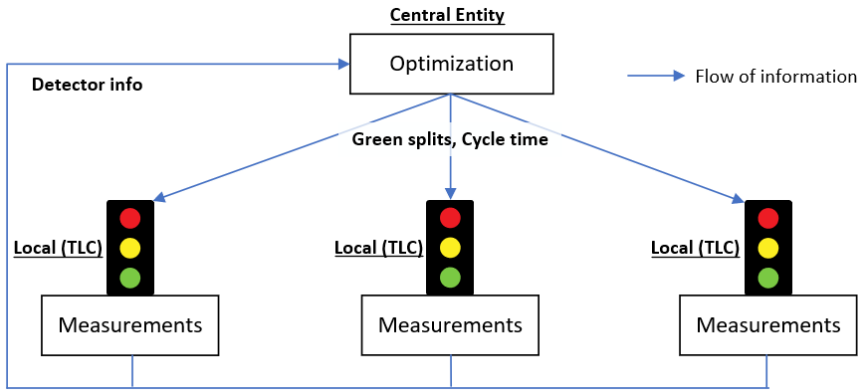 Central Entity
Optimization
Detector info
Flow of information
Green splits, Cycle time
Local (TLC)
Local (TLC)
Local (TLC)
Measurements
Measurements
Measurements